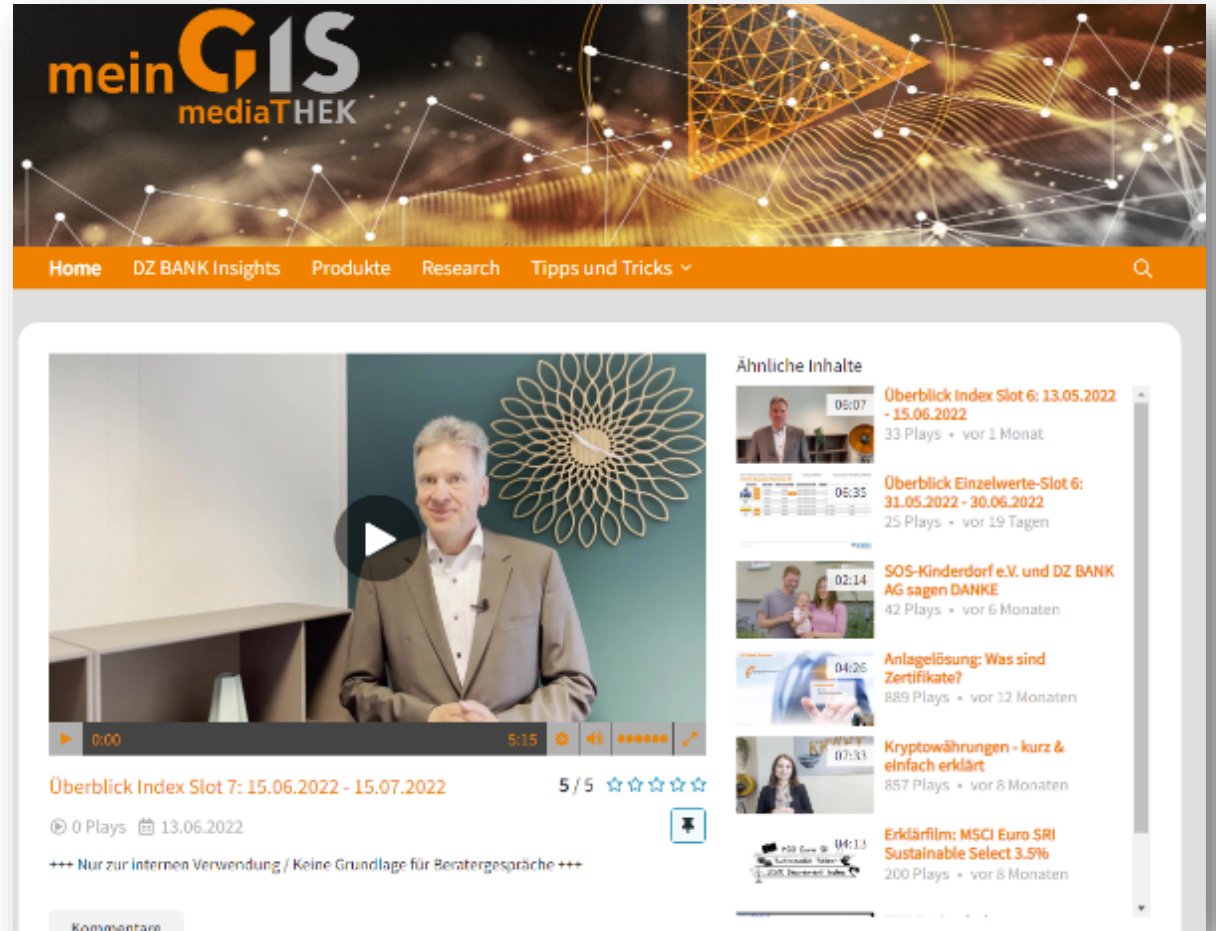 mein GIS
mediaTHEK
Home DZ BANK Insights Produkte Research Tipps und Tricks
Ähnliche Inhalte
06:07
Überblick Index Slot 6: 13.05.2022
- 15.06.2022
33 Plays • vor 1 Monat
06:35
Überblick Einzelwerte-Slot 6:
31.05.2022 - 30.06.2022
25 Plays • vor 19 Tagen
02:14
SOS-Kinderdorf e.V. und DZ BANK
AG sagen DANKE
42 Plays • vor 6 Monaten
04:26
Anlagelösung: Was sind
Zertifikate?
889 Plays • vor 12 Monaten
07:33
Kryptowährungen - kurz &
einfach erklärt
857 Plays • vor 8 Monaten
04:13
Erklärfilm: MSCI Euro SRI
Sustainable Select 3.5%
200 Plays • vor 8 Monaten
0:00 5:15
Überblick Index Slot 7: 15.06.2022 - 15.07.2022 5 / 5
0 Plays 13.06.2022
+++ Nur zur internen Verwendung / Keine Grundlage für Beratergespräche +++
Kommentare